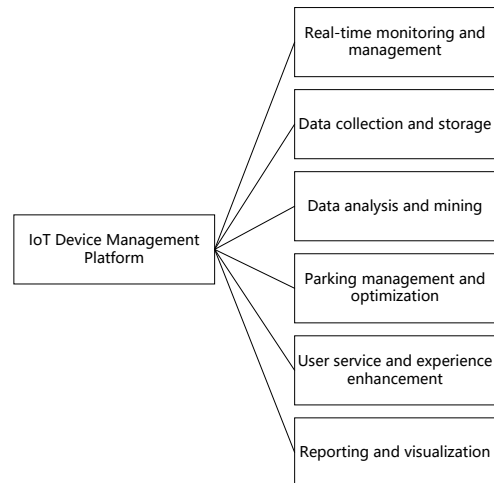 Real-time monitoring and
management
Data collection and storage
Data analysis and mining
IoT Device Management
Platform
Parking management and
optimization
User service and experience
enhancement
Reporting and visualization